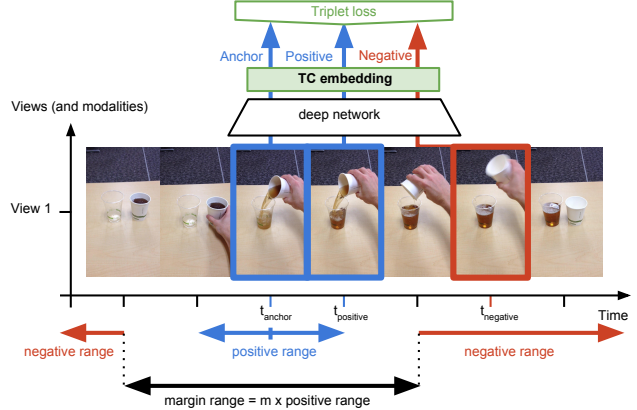 Triplet loss
Anchor Positive Negative
TC embedding
deep network
Views (and modalities)
View 1
t_anchor t_positive t_negative
Time
negative range positive range negative range
margin range = m x positive range